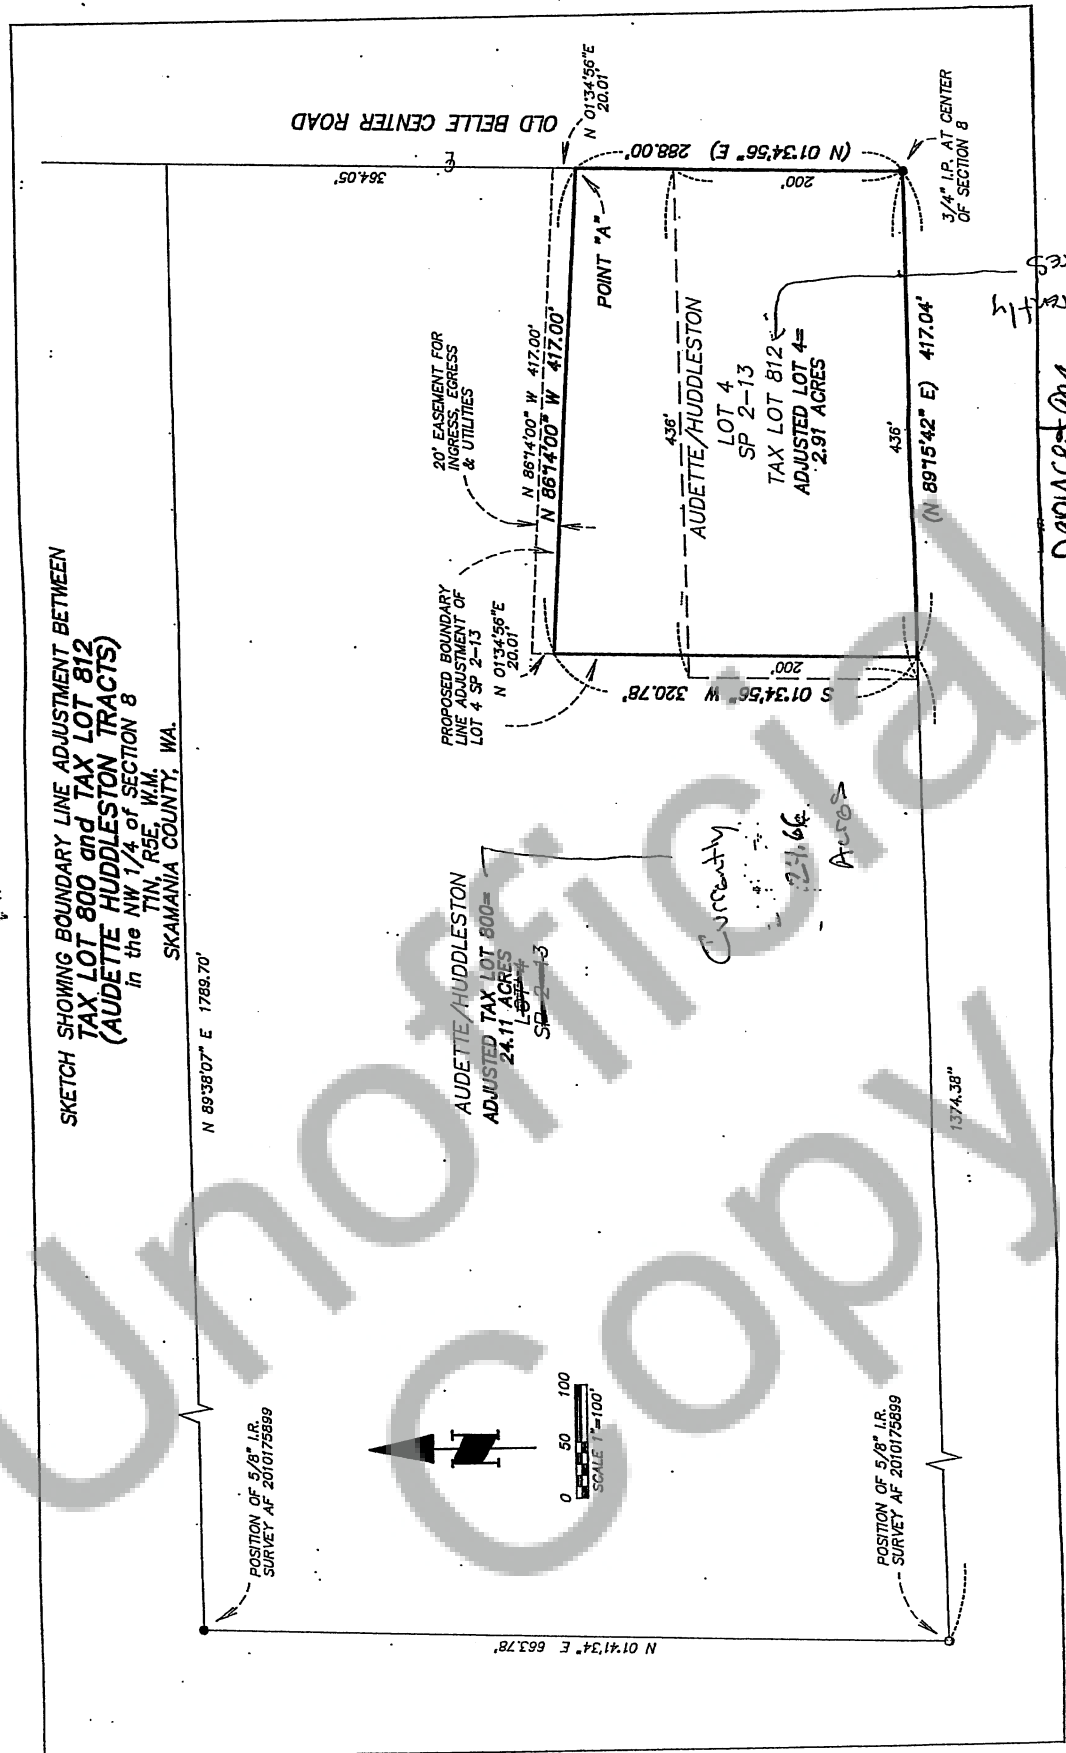 SKETCH SHOWING BOUNDARY LINE ADJUSTMENT BETWEEN
TAX LOT 800 and TAX LOT 812
(AUDETTE HUDDLESTON TRACTS)
in the NW 1/4 of SECTION 8
T1N, R5E, W.M.
SKAMANIA COUNTY, WA.
N 89°38'07" E 1789.70'
364.05'
OLD BELLE CENTER ROAD
N 01°34'56"E
20.01'
20' EASEMENT FOR
INGRESS, EGRESS
& UTILITIES
N 86°14'00" W 417.00'
N 86°14'00" W 417.00'
POINT "A"
(N 01°34'56" E) 288.00'
200'
PROPOSED BOUNDARY
LINE ADJUSTMENT OF
LOT 4 SP 2-13
N 01°34'56"E
20.01'
436'
AUDETTE/HUDDLESTON
LOT 4
SP 2-13
TAX LOT 812
ADJUSTED LOT 4=
2.91 ACRES
S 01°34'56" W 320.78'
200'
436'
(N 89°15'42" E) 417.04'
3/4" I.P. AT CENTER
OF SECTION 8
AUDETTE/HUDDLESTON
ADJUSTED TAX LOT 800=
24.11 ACRES
LOT 4
SP 2-13
Currently
Acres
1374.38"
POSITION OF 5/8" I.R.
SURVEY AF 2010175899
0 50 100
SCALE 1"=100'
POSITION OF 5/8" I.R.
SURVEY AF 2010175899
N 01°41'34" E 663.78'
Unofficial
Copy